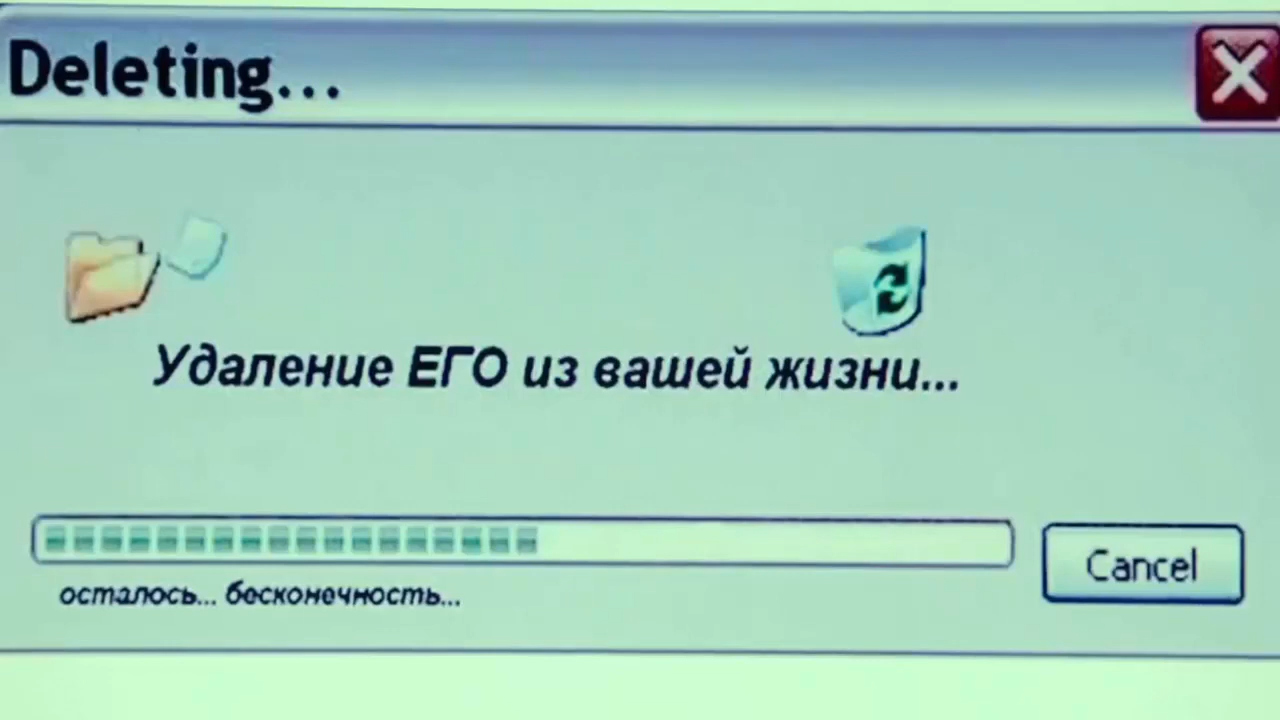 Deleting...
Удаление ЕГО из вашей жизни...
осталось... бесконечность...
Cancel